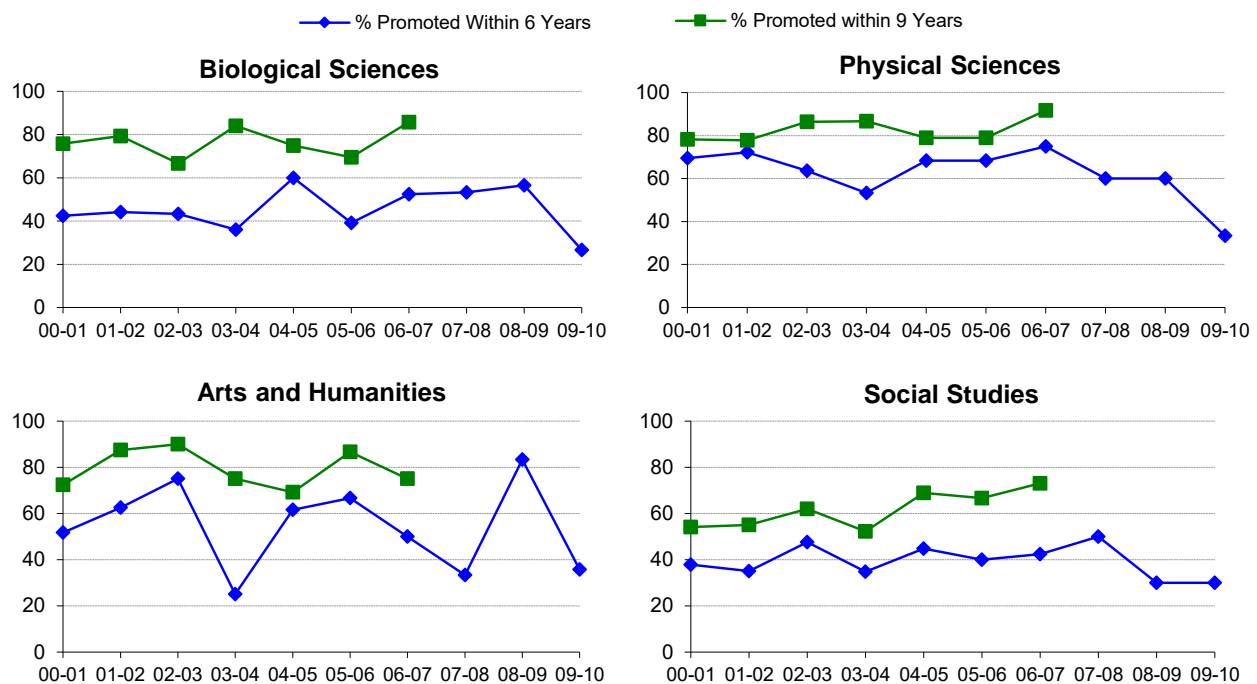 % Promoted Within 6 Years
% Promoted within 9 Years
Biological Sciences
100
80
60
40
20
0
00-01 01-02 02-03 03-04 04-05 05-06 06-07 07-08 08-09 09-10
Physical Sciences
100
80
60
40
20
0
00-01 01-02 02-03 03-04 04-05 05-06 06-07 07-08 08-09 09-10
Arts and Humanities
100
80
60
40
20
0
00-01 01-02 02-03 03-04 04-05 05-06 06-07 07-08 08-09 09-10
Social Studies
100
80
60
40
20
0
00-01 01-02 02-03 03-04 04-05 05-06 06-07 07-08 08-09 09-10